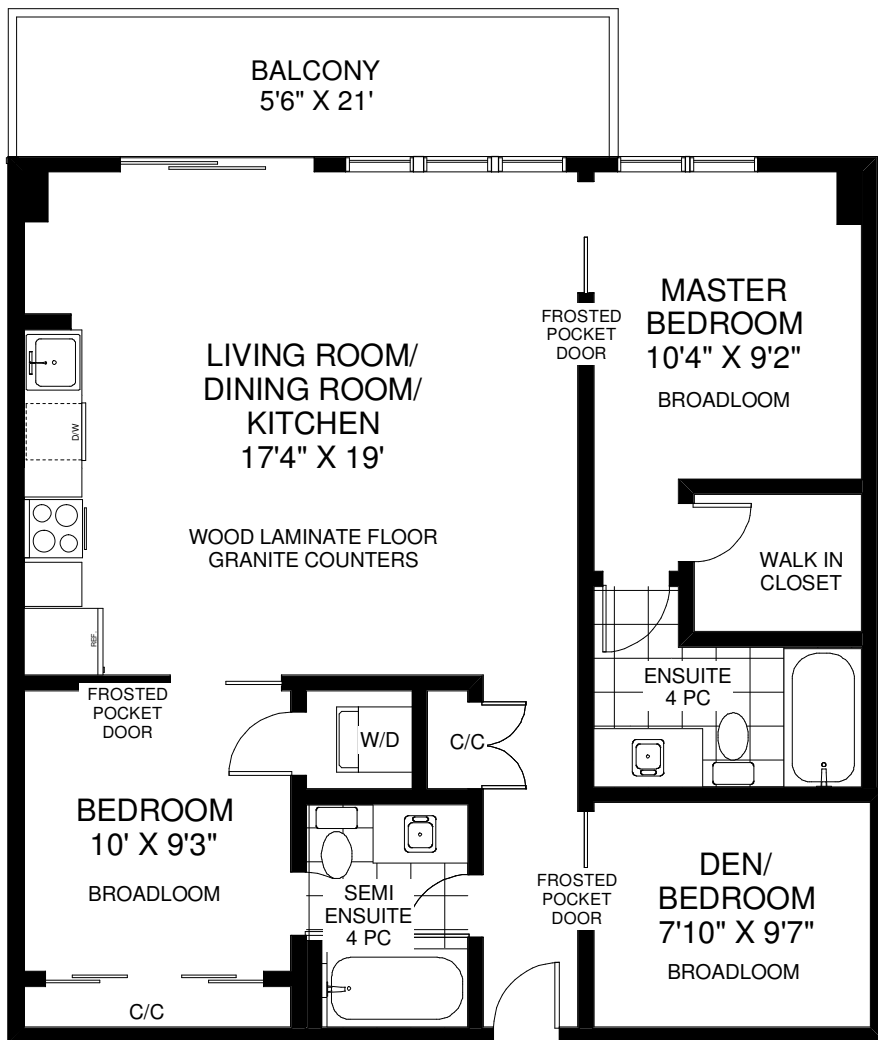 BALCONY
5'6" X 21'
MASTER
BEDROOM
10'4" X 9'2"
BROADLOOM
FROSTED
POCKET
DOOR
LIVING ROOM/
DINING ROOM/
KITCHEN
17'4" X 19'
WOOD LAMINATE FLOOR
GRANITE COUNTERS
D/W
REF.
WALK IN
CLOSET
ENSUITE
4 PC
FROSTED
POCKET
DOOR
W/D
C/C
BEDROOM
10' X 9'3"
BROADLOOM
SEMI
ENSUITE
4 PC
FROSTED
POCKET
DOOR
DEN/
BEDROOM
7'10" X 9'7"
BROADLOOM
C/C